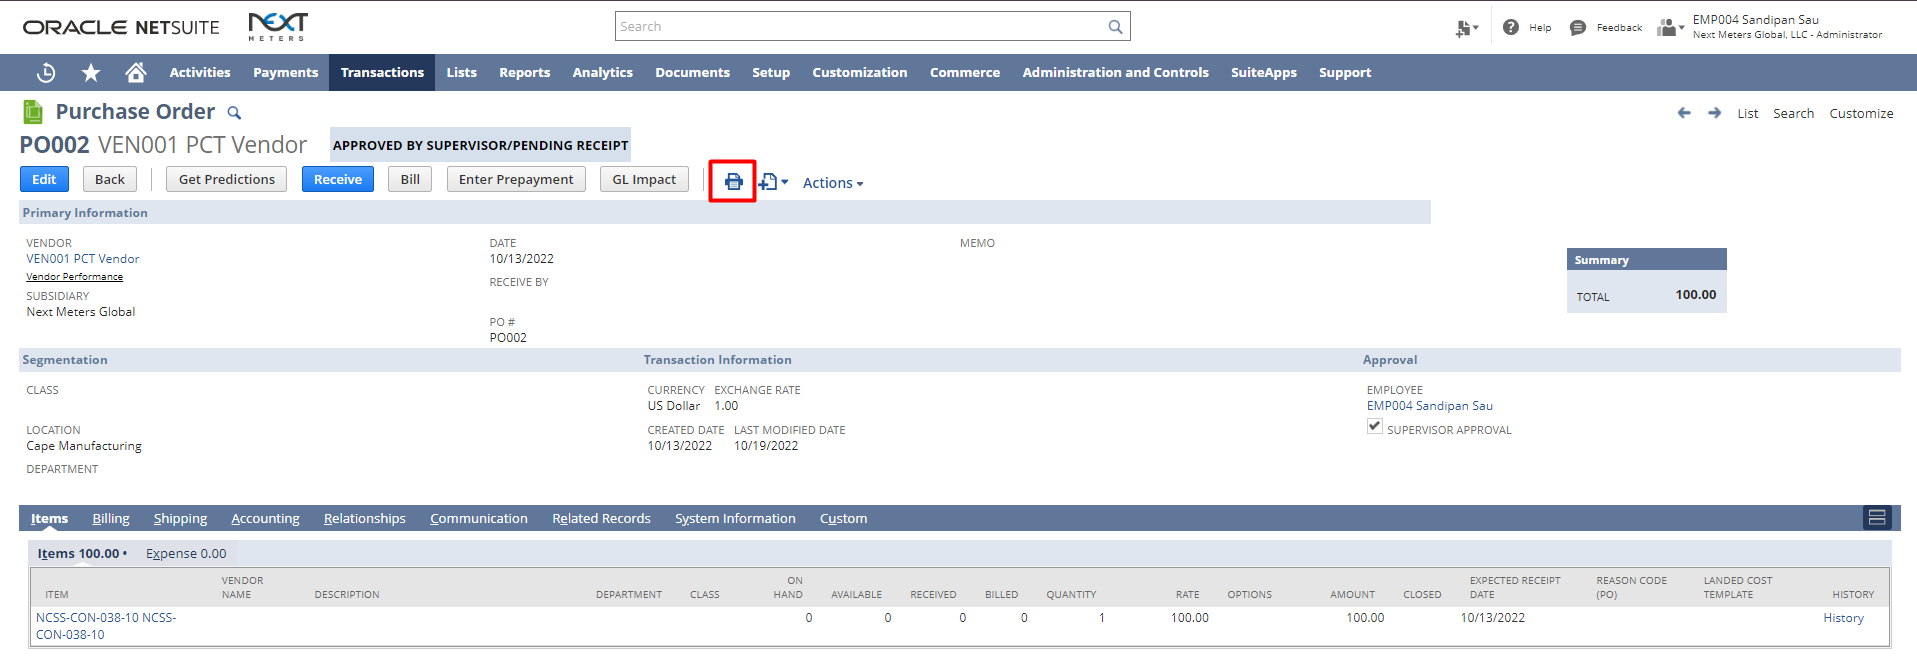 ORACLE NETSUITE
NEXT
METERS
Search
Help
Feedback
EMP004 Sandipan Sau
Next Meters Global, LLC - Administrator
Activities Payments Transactions Lists Reports Analytics Documents Setup Customization Commerce Administration and Controls SuiteApps Support
Purchase Order
List Search Customize
PO002 VEN001 PCT Vendor APPROVED BY SUPERVISOR/PENDING RECEIPT
Edit Back Get Predictions Receive Bill Enter Prepayment GL Impact Actions
Primary Information
VENDOR
VEN001 PCT Vendor
Vendor Performance
SUBSIDIARY
Next Meters Global
DATE
10/13/2022
RECEIVE BY
PO #
PO002
MEMO
Summary
TOTAL 100.00
Segmentation
CLASS
LOCATION
Cape Manufacturing
DEPARTMENT
Transaction Information
CURRENCY EXCHANGE RATE
US Dollar 1.00
CREATED DATE LAST MODIFIED DATE
10/13/2022 10/19/2022
Approval
EMPLOYEE
EMP004 Sandipan Sau
SUPERVISOR APPROVAL
Items Billing Shipping Accounting Relationships Communication Related Records System Information Custom
Items 100.00 • Expense 0.00
ITEM
VENDOR
NAME
DESCRIPTION
DEPARTMENT
CLASS
ON
HAND
AVAILABLE
RECEIVED
BILLED
QUANTITY
RATE
OPTIONS
AMOUNT
CLOSED
EXPECTED RECEIPT
DATE
REASON CODE
(PO)
LANDED COST
TEMPLATE
HISTORY
NCSS-CON-038-10 NCSS-
CON-038-10
0 0 0 0 1 100.00 100.00 10/13/2022 History